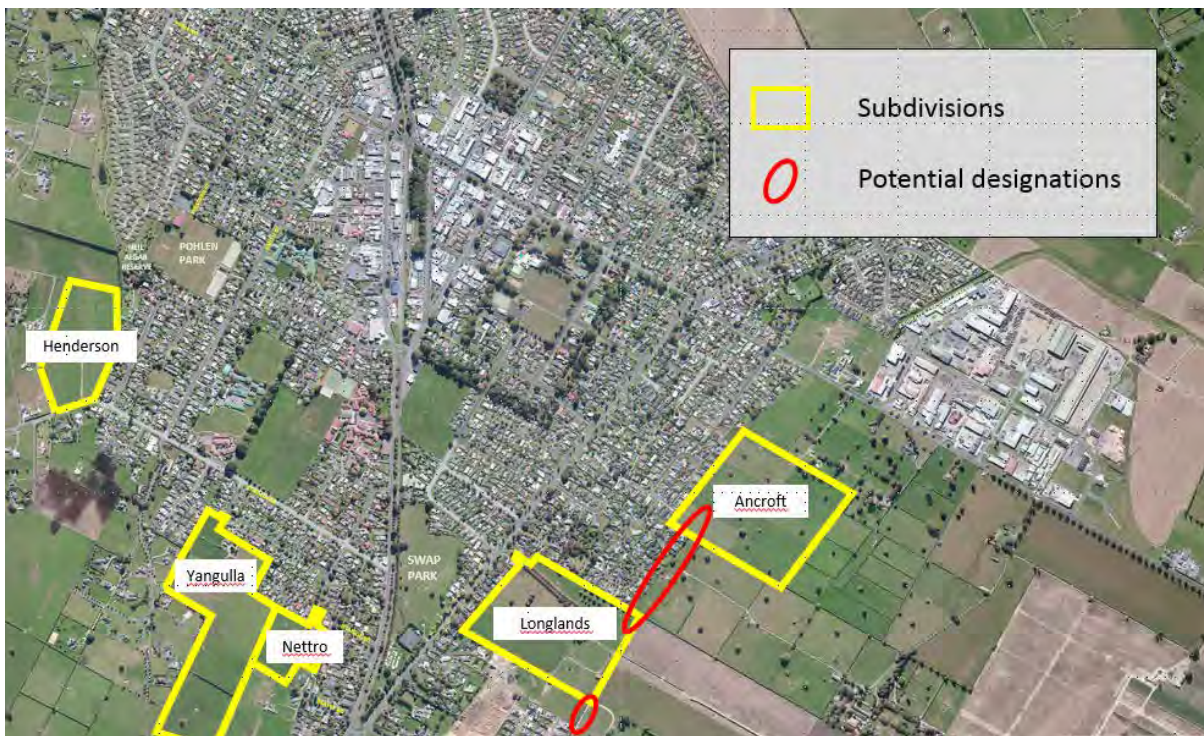 Subdivisions
Potential designations
POHLEN
PARK
Henderson
Ancroft
SWAP
PARK
Yangulla
Longlands
Nettro